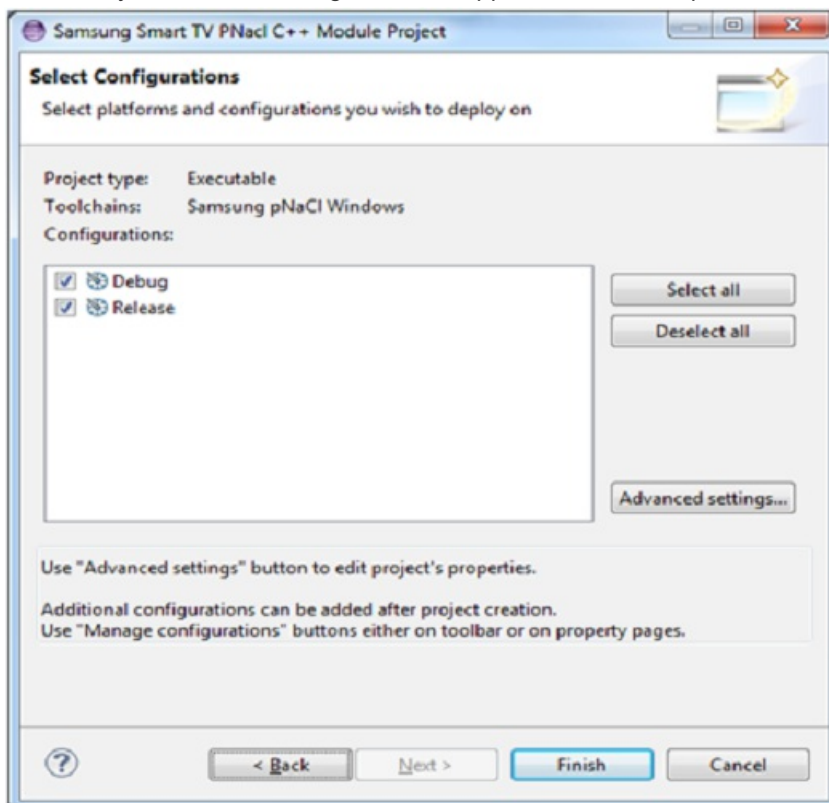 Samsung Smart TV PNacl C++ Module Project
Select Configurations
Select platforms and configurations you wish to deploy on
Project type: Executable
Toolchains: Samsung pNaCl Windows
Configurations:
Debug
Release
Select all
Deselect all
Advanced settings...
Use "Advanced settings" button to edit project's properties.
Additional configurations can be added after project creation.
Use "Manage configurations" buttons either on toolbar or on property pages.
?
< Back
Next >
Finish
Cancel